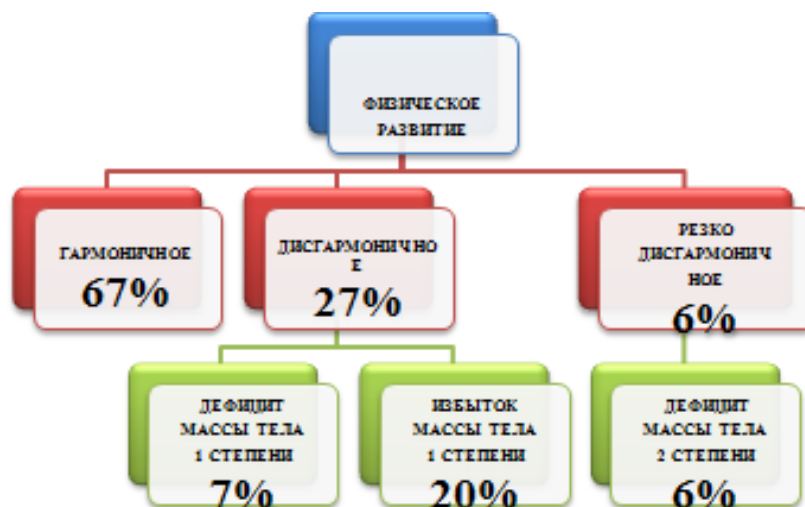 ФИЗИЧЕСКОЕ
РАЗВИТИЕ
ГАРМОНИЧНОЕ
67%
ДИСГАРМОНИЧНО
Е
27%
РЕЗКО
ДИСГАРМОНИЧ
НОЕ
6%
ДЕФИЦИТ
МАССЫ ТЕЛА
1 СТЕПЕНИ
7%
ИЗБЫТОК
МАССЫ ТЕЛА
1 СТЕПЕНИ
20%
ДЕФИЦИТ
МАССЫ ТЕЛА
2 СТЕПЕНИ
6%